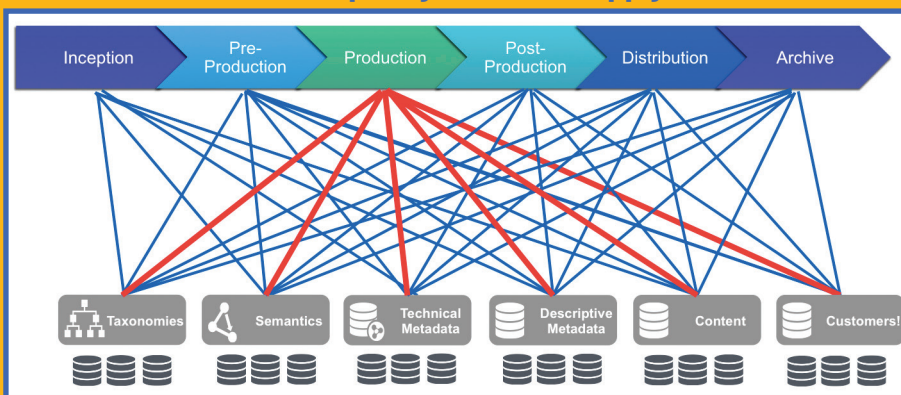 Inception
Pre-
Production
Production
Post-
Production
Distribution
Archive
Taxonomies
Semantics
Technical
Metadata
Descriptive
Metadata
Content
Customers!